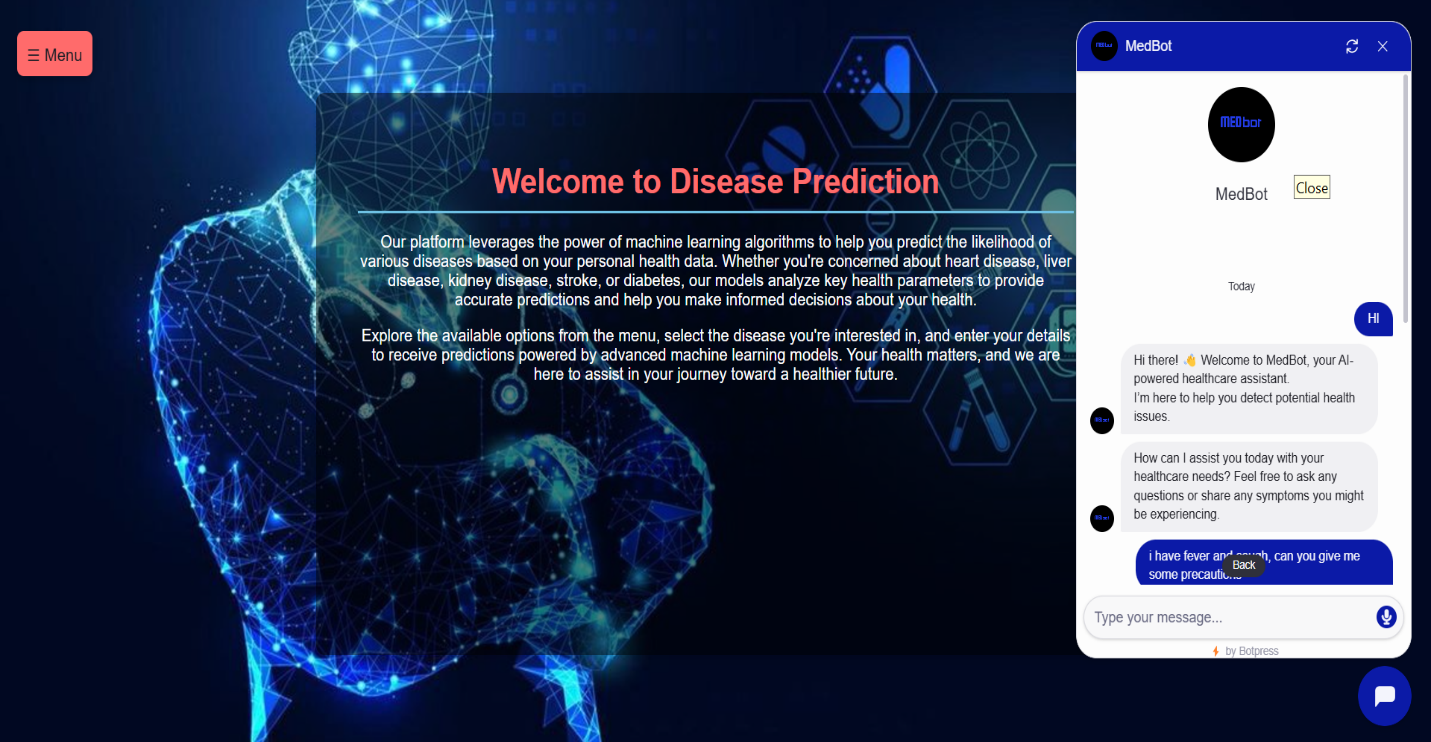 ☰ Menu
Welcome to Disease Prediction
Our platform leverages the power of machine learning algorithms to help you predict the likelihood of
various diseases based on your personal health data. Whether you're concerned about heart disease, liver
disease, kidney disease, stroke, or diabetes, our models analyze key health parameters to provide
accurate predictions and help you make informed decisions about your health.
Explore the available options from the menu, select the disease you're interested in, and enter your details
to receive predictions powered by advanced machine learning models. Your health matters, and we are
here to assist in your journey toward a healthier future.
MedBot
MEDbot
MedBot
Close
Today
HI
Hi there! 👋 Welcome to MedBot, your AI-
powered healthcare assistant.
I'm here to help you detect potential health
issues.
How can I assist you today with your
healthcare needs? Feel free to ask any
questions or share any symptoms you might
be experiencing.
i have fever and cough, can you give me
some precautions
Back
Type your message...
by Botpress